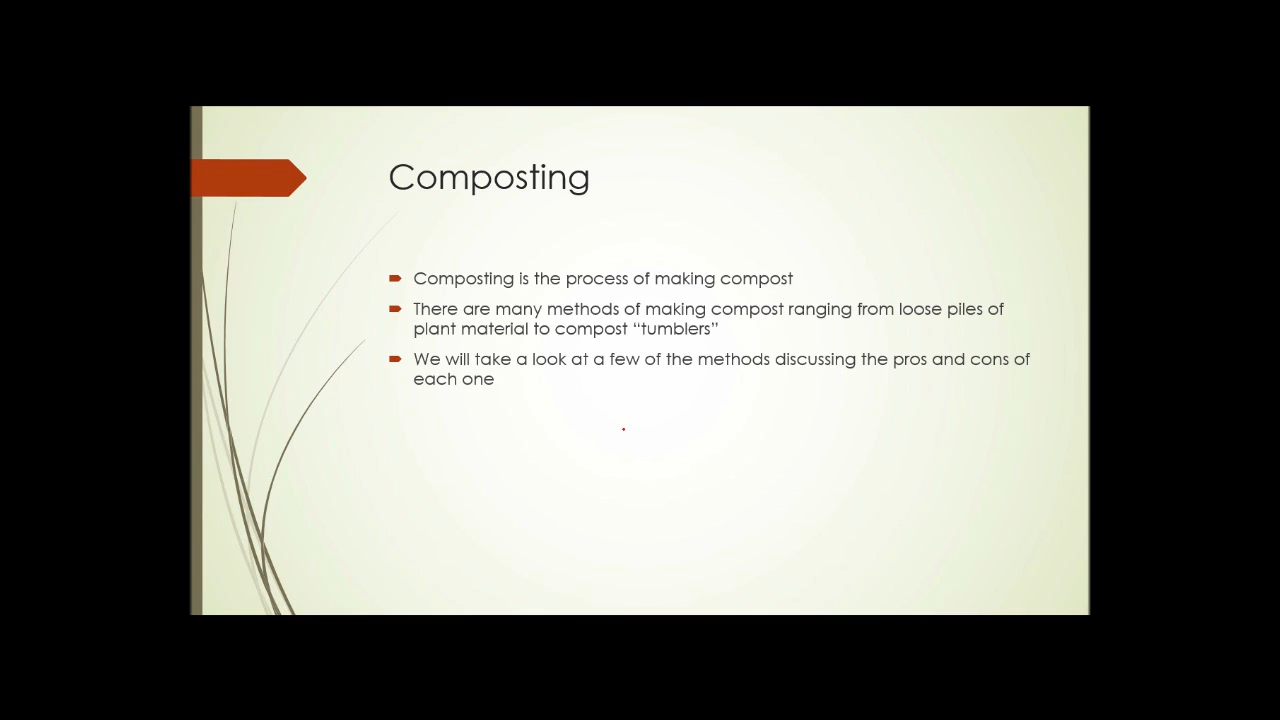 Composting
Composting is the process of making compost
There are many methods of making compost ranging from loose piles of
plant material to compost “tumblers”
We will take a look at a few of the methods discussing the pros and cons of
each one